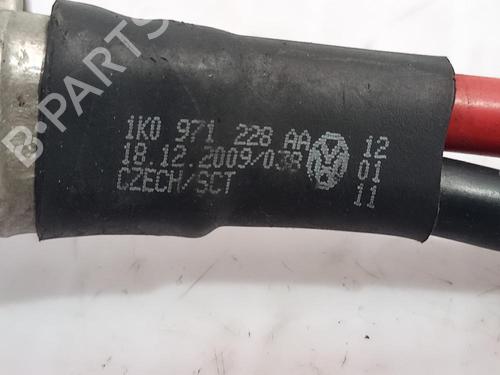 B-PARTS
1K0 971 228 AA
18.12.2009/038
CZECH/SCT
12
01
11